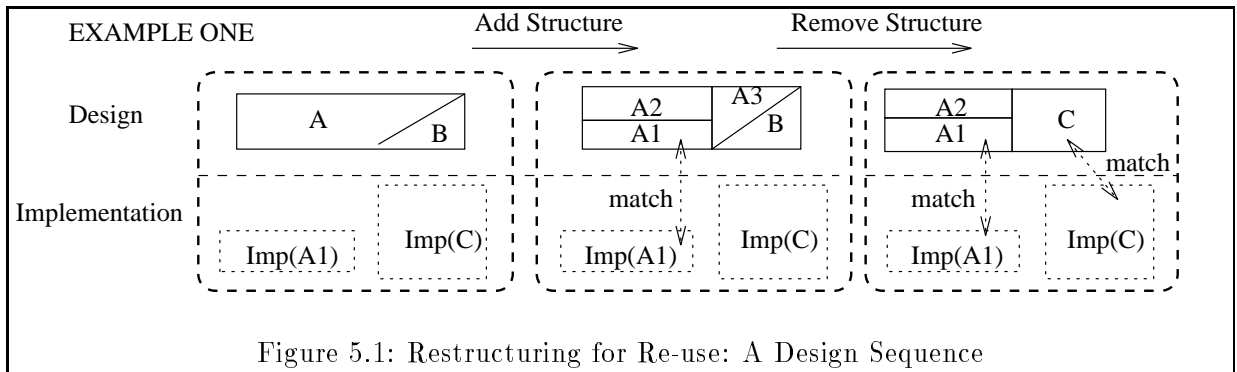 EXAMPLE ONE
Add Structure
Remove Structure
Design
A
B
A2
A1
A3
B
A2
A1
C
Implementation
match
match
match
Imp(A1)
Imp(C)
Imp(A1)
Imp(C)
Imp(A1)
Imp(C)
Figure 5.1: Restructuring for Re-use: A Design Sequence